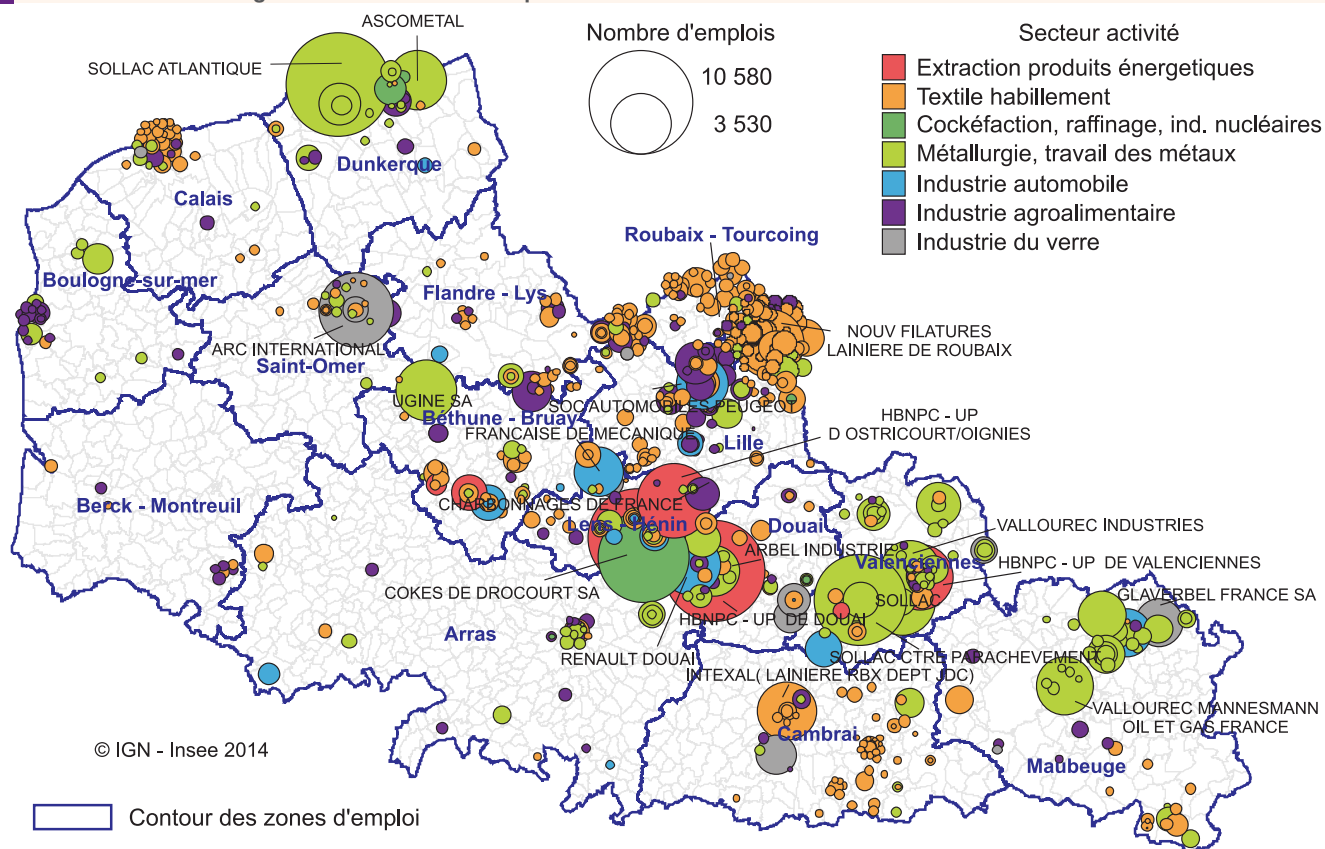 ASCOMETAL
SOLLAC ATLANTIQUE
Nombre d'emplois
10 580
3 530
Secteur activité
Extraction produits énergetiques
Textile habillement
Cockéfaction, raffinage, ind. nucléaires
Métallurgie, travail des métaux
Industrie automobile
Industrie agroalimentaire
Industrie du verre
Dunkerque
Calais
Roubaix - Tourcoing
Boulogne-sur-mer
Flandre - Lys
NOUV FILATURES
LAINIERE DE ROUBAIX
ARC INTERNATIONAL
Saint-Omer
UGINE SA
SOC AUTOMOBILES PEUGEOT
Béthune - Bruay
HBNPC - UP
D OSTRICOURT/OIGNIES
FRANCAISE DE MECANIQUE
Lille
Berck - Montreuil
CHARBONNAGES DE FRANCE
Lens - Hénin
Douai
VALLOUREC INDUSTRIES
ARBEL INDUSTRIE
Valenciennes
HBNPC - UP DE VALENCIENNES
COKES DE DROCOURT SA
GLAVERBEL FRANCE SA
SOLLAC
HBNPC - UP DE DOUAI
Arras
RENAULT DOUAI
SOLLAC CTRE PARACHEVEMENT
INTEXAL( LAINIERE RBX DEPT JDC)
VALLOUREC MANNESMANN
OIL ET GAS FRANCE
Cambrai
© IGN - Insee 2014
Maubeuge
Contour des zones d'emploi